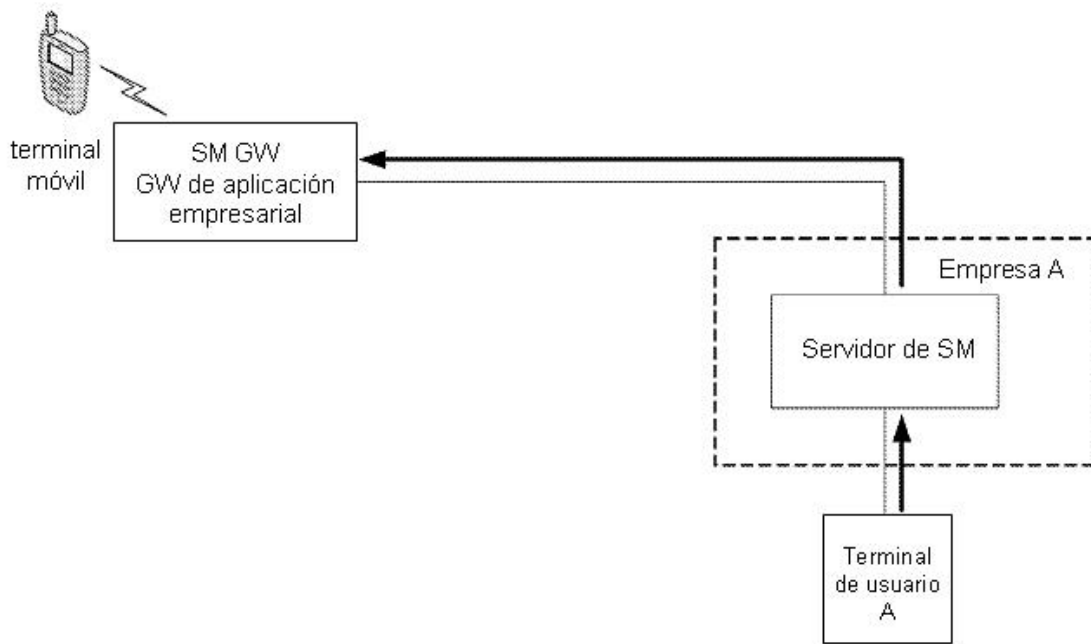 terminal
móvil
SM GW
GW de aplicación
empresarial
Empresa A
Servidor de SM
Terminal
de usuario
A